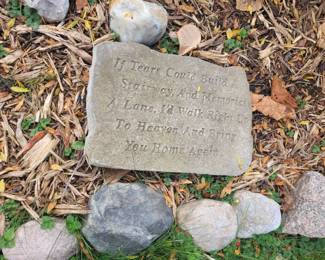 If Tears Could Build
Stairway, And Memories
A Lane, I'd Walk Right Up
To Heaven And Bring
You Home Again